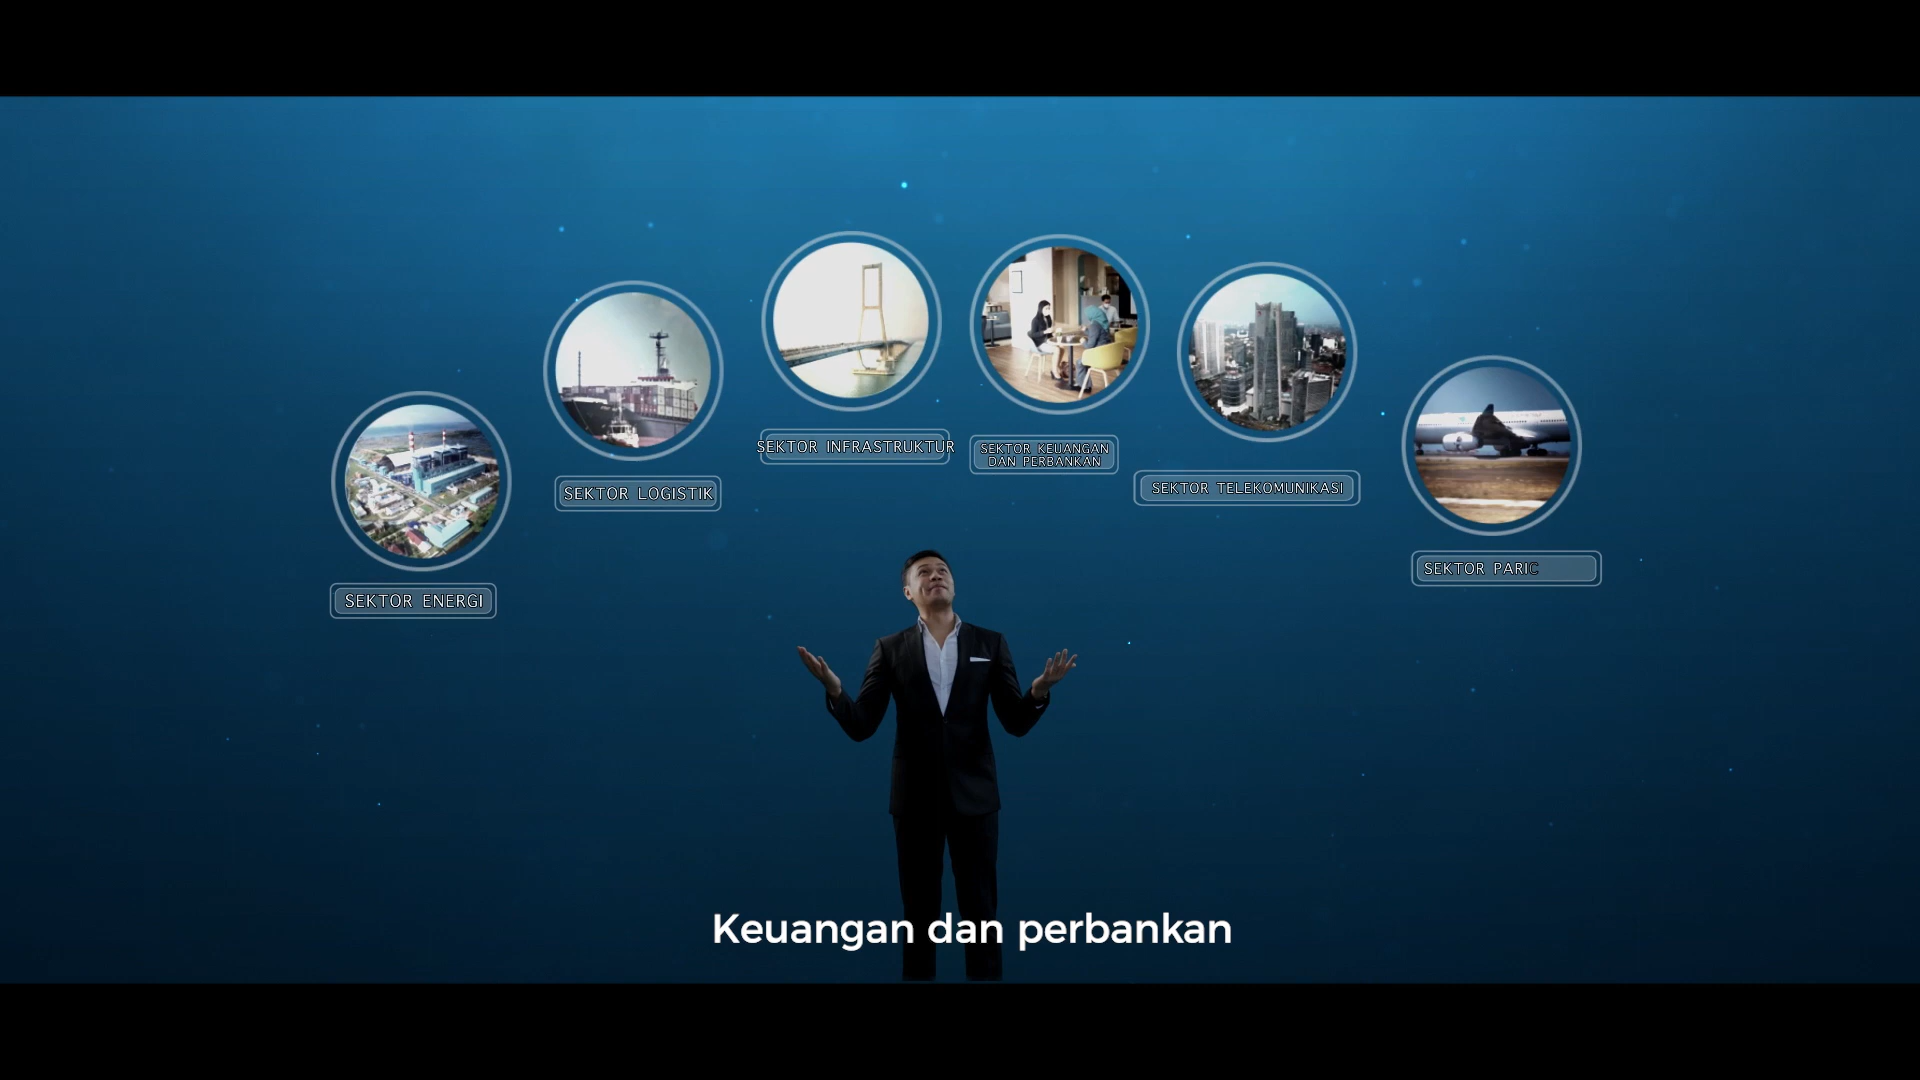 SEKTOR ENERGI
SEKTOR LOGISTIK
SEKTOR INFRASTRUKTUR
SEKTOR KEUANGAN
DAN PERBANKAN
SEKTOR TELEKOMUNIKASI
SEKTOR PARIC
Keuangan dan perbankan